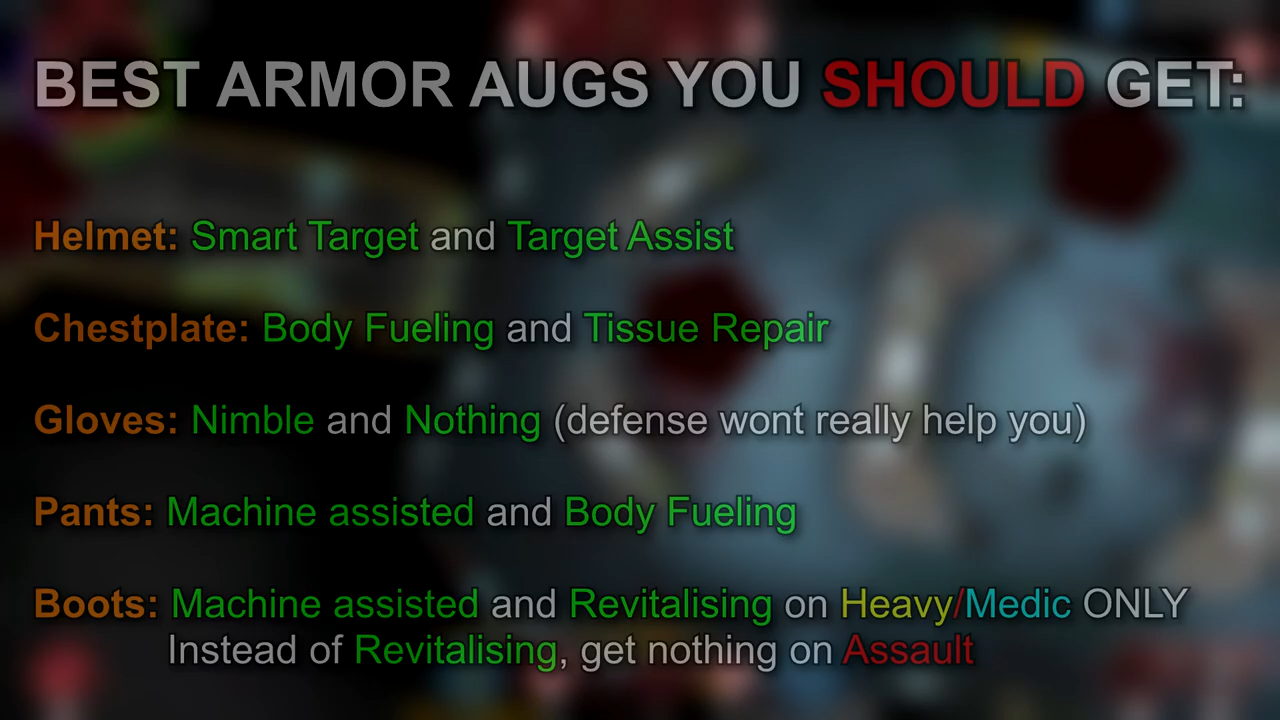 BEST ARMOR AUGS YOU SHOULD GET:
Helmet: Smart Target and Target Assist
Chestplate: Body Fueling and Tissue Repair
Gloves: Nimble and Nothing (defense wont really help you)
Pants: Machine assisted and Body Fueling
Boots: Machine assisted and Revitalising on Heavy/Medic ONLY
Instead of Revitalising, get nothing on Assault